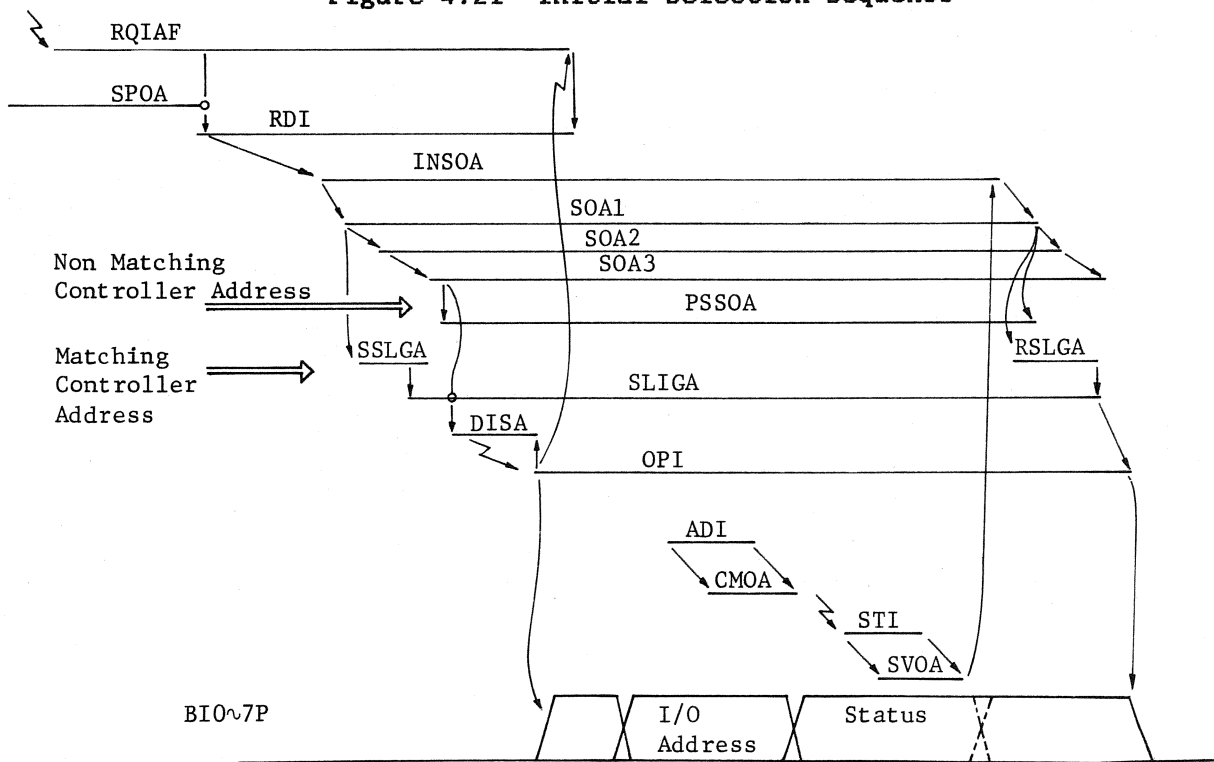 Figure 4.21 Initial Selection Sequence
RQIAF
SPOA
RDI
INSOA
SOA1
SOA2
SOA3
Non Matching
Controller Address
PSSOA
Matching
Controller
Address
SSLGA
RSLGA
SLIGA
DISA
OPI
ADI
CMOA
STI
SVOA
BIO~7P
I/O
Address
Status